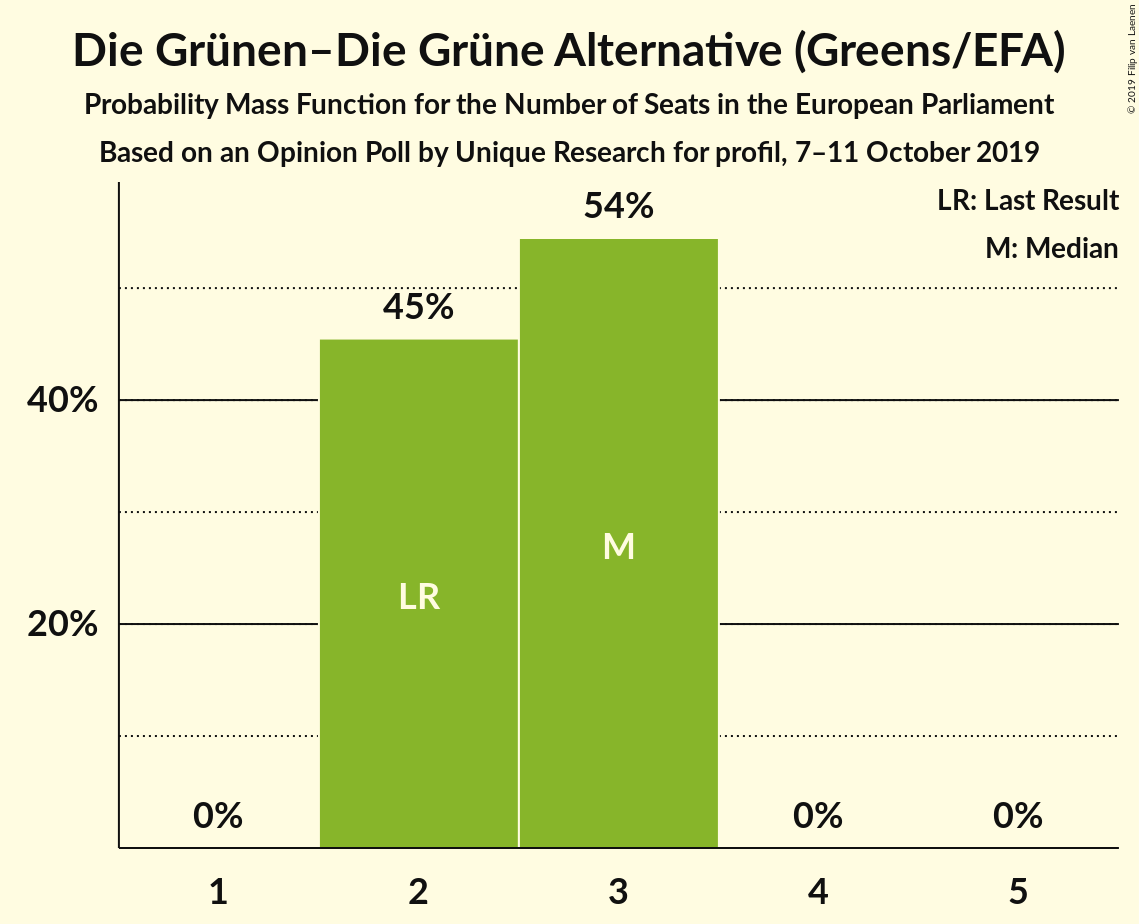 Die Grünen–Die Grüne Alternative (Greens/EFA)
Probability Mass Function for the Number of Seats in the European Parliament
Based on an Opinion Poll by Unique Research for profil, 7–11 October 2019
© 2019 Filip van Laenen
LR: Last Result
M: Median
54%
45%
40%
20%
M
LR
0%
0%
0%
1
2
3
4
5